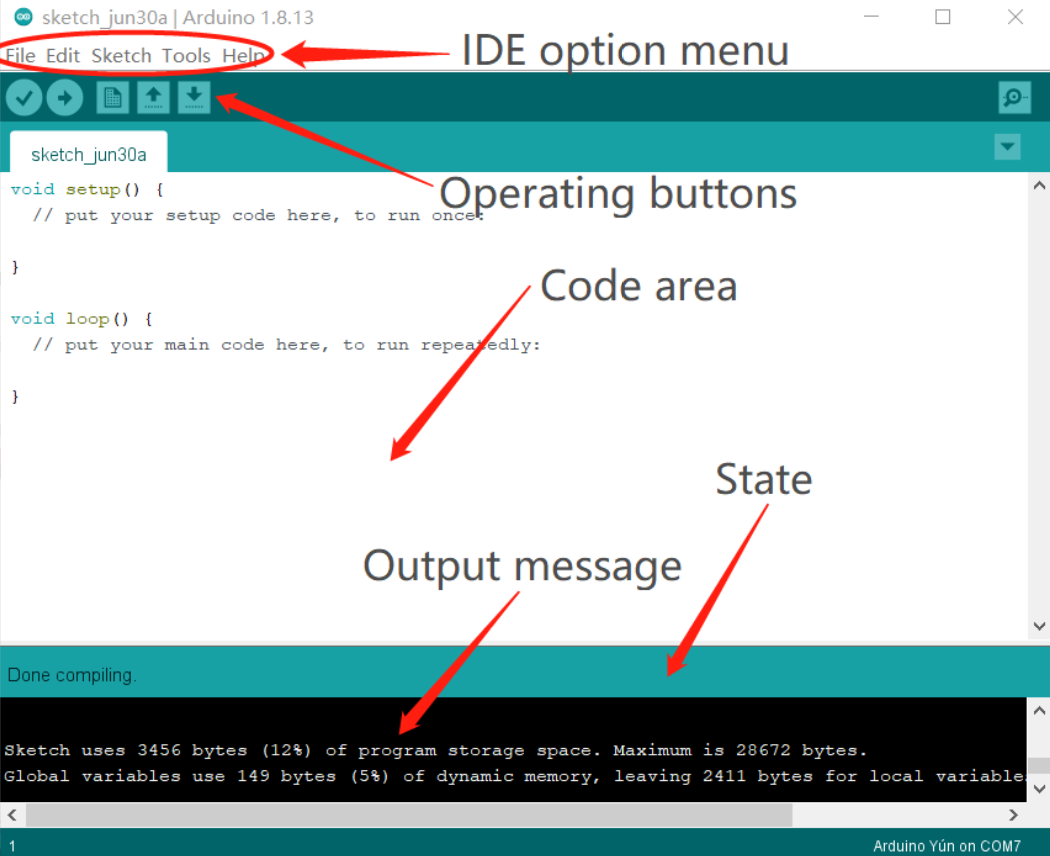 sketch_jun30a | Arduino 1.8.13
File Edit Sketch Tools Help
IDE option menu
sketch_jun30a
Operating buttons
void setup() {
  // put your setup code here, to run once:
}
Code area
void loop() {
  // put your main code here, to run repeatedly:
}
State
Output message
Done compiling.
Sketch uses 3456 bytes (12%) of program storage space. Maximum is 28672 bytes.
Global variables use 149 bytes (5%) of dynamic memory, leaving 2411 bytes for local variable
1
Arduino Yún on COM7